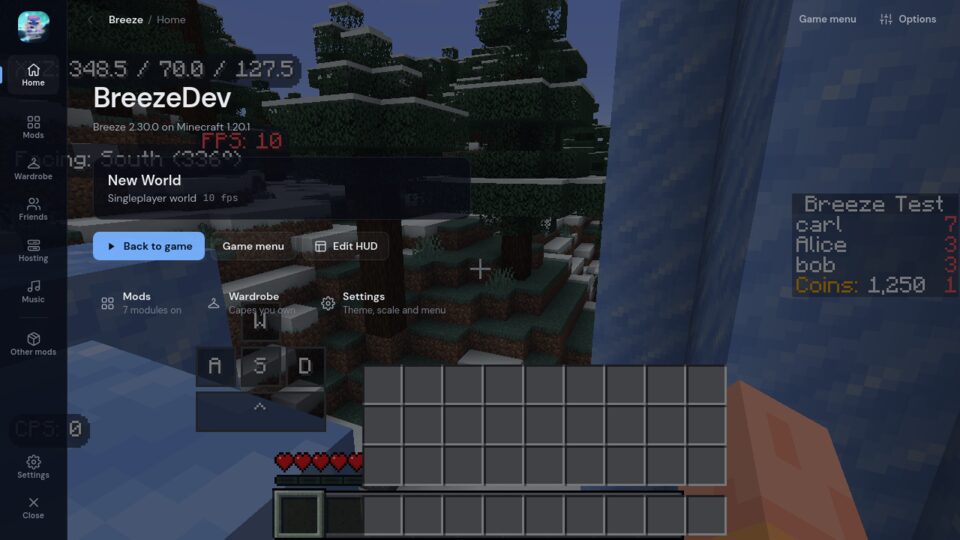 Breeze / Home
Game menu
Options
Home
348.5 / 70.0 / 127.5
BreezeDev
Breeze 2.30.0 on Minecraft 1.20.1
FPS: 10
Mods
Facing: South (336°)
Wardrobe
New World
Singleplayer world 10 fps
Friends
Breeze Test
carl 7
Alice 3
bob 3
Coins: 1,250 1
Hosting
Back to game
Game menu
Edit HUD
Music
Mods
7 modules on
Wardrobe
Capes you own
Settings
Theme, scale and menu
W
Other mods
A S D
^
CPS: 0
Settings
Close